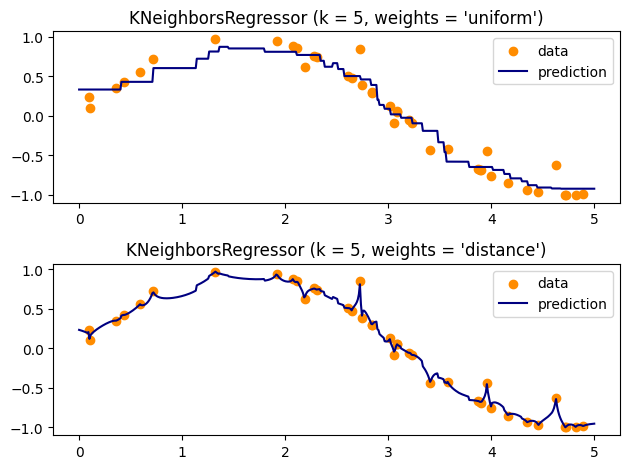 KNeighborsRegressor (k = 5, weights = 'uniform')
1.0
0.5
0.0
−0.5
−1.0
data
prediction
0 1 2 3 4 5
KNeighborsRegressor (k = 5, weights = 'distance')
1.0
0.5
0.0
−0.5
−1.0
data
prediction
0 1 2 3 4 5